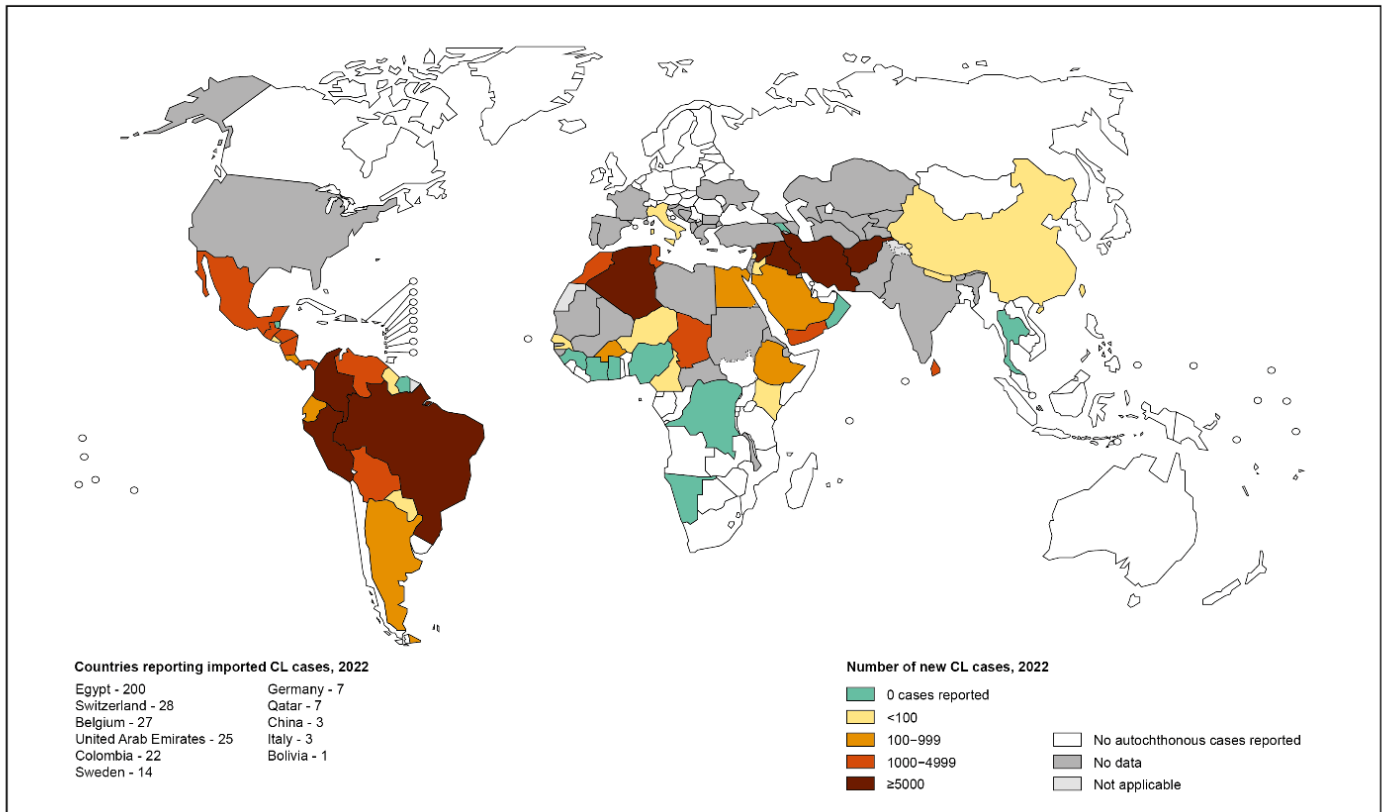 Countries reporting imported CL cases, 2022
Egypt - 200
Switzerland - 28
Belgium - 27
United Arab Emirates - 25
Colombia - 22
Sweden - 14
Germany - 7
Qatar - 7
China - 3
Italy - 3
Bolivia - 1
Number of new CL cases, 2022
0 cases reported
<100
100–999
1000–4999
≥5000
No autochthonous cases reported
No data
Not applicable